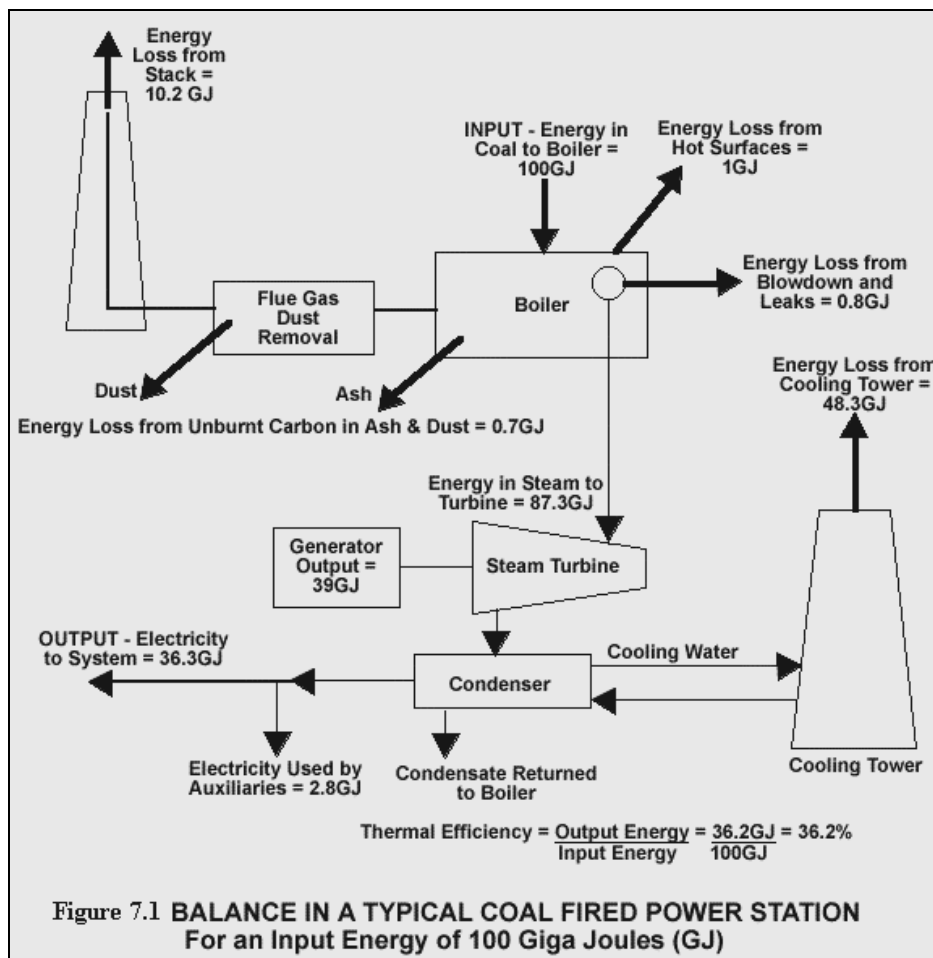 Energy
Loss from
Stack =
10.2 GJ
INPUT - Energy in
Coal to Boiler =
100GJ
Energy Loss from
Hot Surfaces =
1GJ
Energy Loss from
Blowdown and
Leaks = 0.8GJ
Boiler
Flue Gas
Dust
Removal
Dust
Ash
Energy Loss from Unburnt Carbon in Ash & Dust = 0.7GJ
Energy Loss from
Cooling Tower =
48.3GJ
Energy in Steam to
Turbine = 87.3GJ
Generator
Output =
39GJ
Steam Turbine
OUTPUT - Electricity
to System = 36.3GJ
Condenser
Cooling Water
Cooling Tower
Electricity Used by
Auxiliaries = 2.8GJ
Condensate Returned
to Boiler
Thermal Efficiency = Output Energy = 36.2GJ = 36.2%
Input Energy 100GJ
Figure 7.1 BALANCE IN A TYPICAL COAL FIRED POWER STATION
For an Input Energy of 100 Giga Joules (GJ)